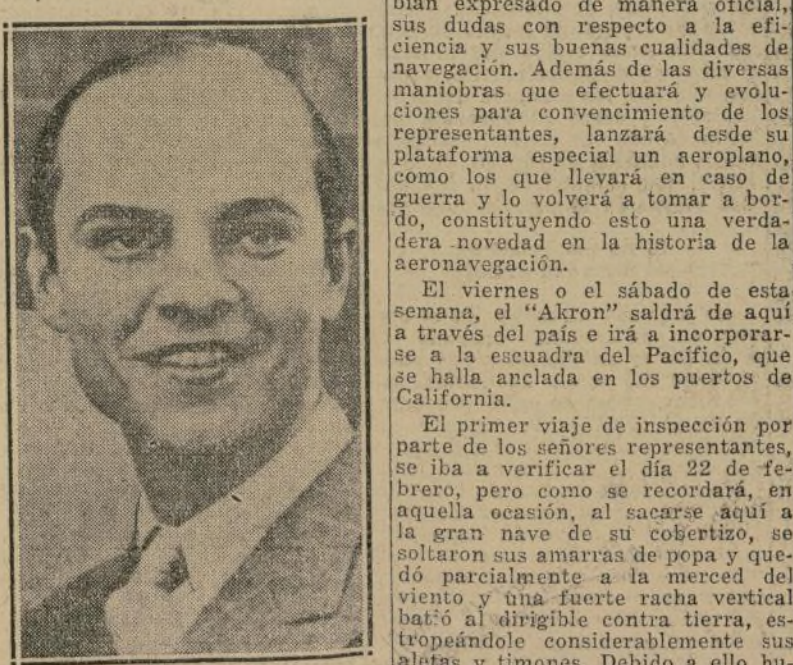 bían expresado de manera oficial,
sus dudas con respecto a la efi-
ciencia y sus buenas cualidades de
navegación. Además de las diversas
maniobras que efectuará y evolu-
ciones para convencimiento de los
representantes, lanzará desde su
plataforma especial un aeroplano,
como los que llevará en caso de
guerra y lo volverá a tomar a bor-
do, constituyendo esto una verda-
dera novedad en la historia de la
aeronavegación.
El viernes o el sábado de esta
semana, el "Akron" saldrá de aquí
a través del país e irá a incorporar-
se a la escuadra del Pacífico, que
se halla anclada en los puertos de
California.
El primer viaje de inspección por
parte de los señores representantes,
se iba a verificar el día 22 de fe-
brero, pero como se recordará, en
aquella ocasión, al sacarse aquí a
la gran nave de su cobertizo, se
soltaron sus amarras de popa y que-
dó parcialmente a la merced del
viento y una fuerte racha vertical
batió al dirigible contra tierra, es-
tropeándole considerablemente sus
aletas y timones. Debido a ello hu-